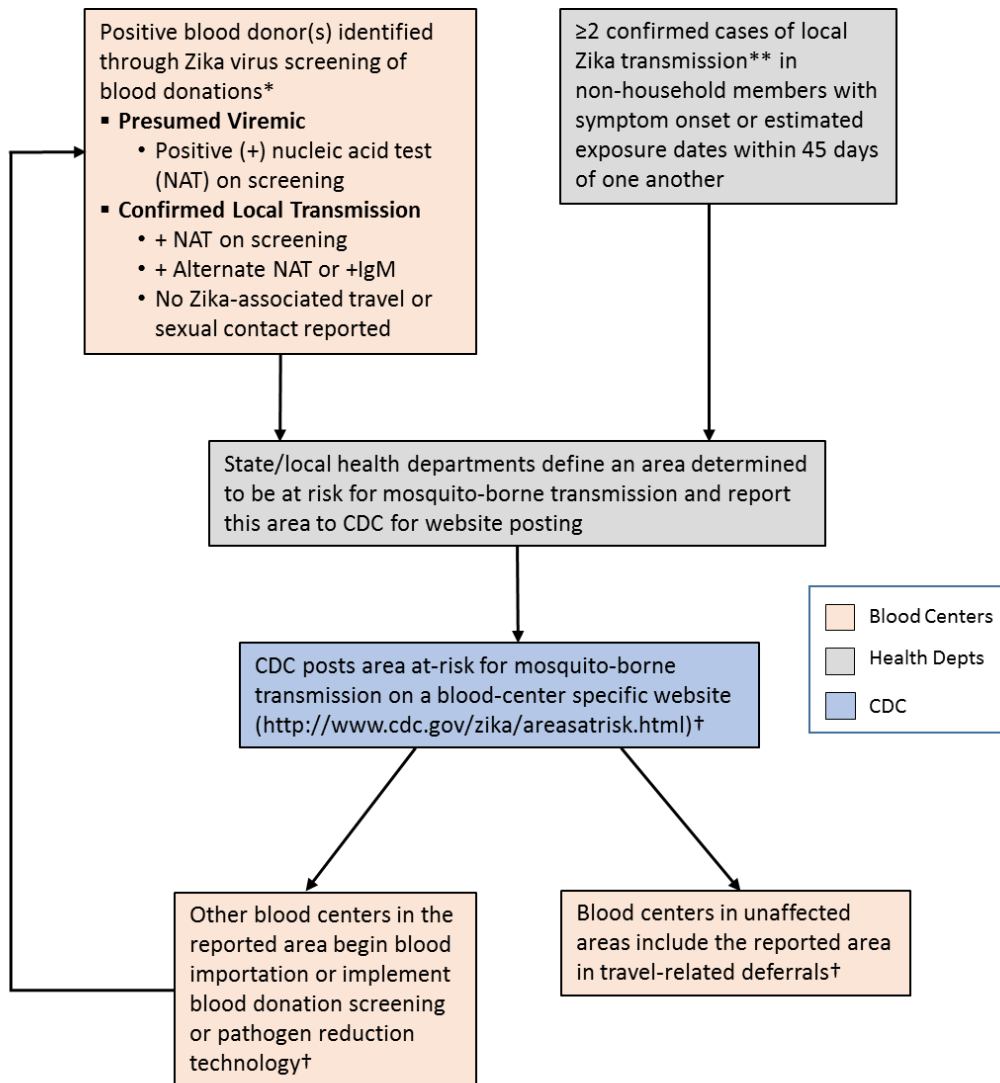 Positive blood donor(s) identified
through Zika virus screening of
blood donations*
▪ Presumed Viremic
• Positive (+) nucleic acid test
(NAT) on screening
▪ Confirmed Local Transmission
• + NAT on screening
• + Alternate NAT or +IgM
• No Zika-associated travel or
sexual contact reported
≥2 confirmed cases of local
Zika transmission** in
non-household members with
symptom onset or estimated
exposure dates within 45 days
of one another
State/local health departments define an area determined
to be at risk for mosquito-borne transmission and report
this area to CDC for website posting
Blood Centers
Health Depts
CDC
CDC posts area at-risk for mosquito-borne
transmission on a blood-center specific website
(http://www.cdc.gov/zika/areasatrisk.html)†
Other blood centers in the
reported area begin blood
importation or implement
blood donation screening
or pathogen reduction
technology†
Blood centers in unaffected
areas include the reported area
in travel-related deferrals†